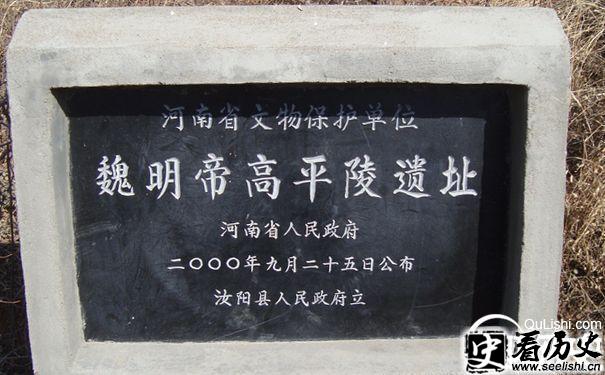 河南省文物保护单位
魏明帝高平陵遗址
河南省人民政府
二〇〇〇年九月二十五日公布
汝阳县人民政府立
QuLishi.com
史看历史
www.seelishi.cn